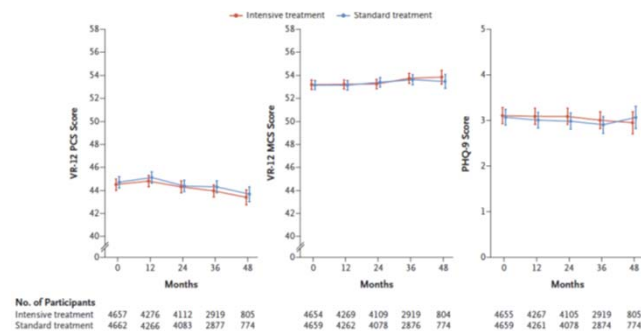 Intensive treatment Standard treatment
58 56 54 52 50 48 46 44 42 40 0
VR-12 PCS Score
0 12 24 36 48
Months
58 56 54 52 50 48 46 44 42 40 0
VR-12 MCS Score
0 12 24 36 48
Months
5 4 3 2 1 0
PHQ-9 Score
0 12 24 36 48
Months
No. of Participants
Intensive treatment 4657 4276 4112 2919 805 4654 4269 4109 2919 804 4655 4267 4105 2919
Standard treatment 4662 4266 4083 2877 774 4659 4262 4078 2876 774 4659 4261 4078 2874 774